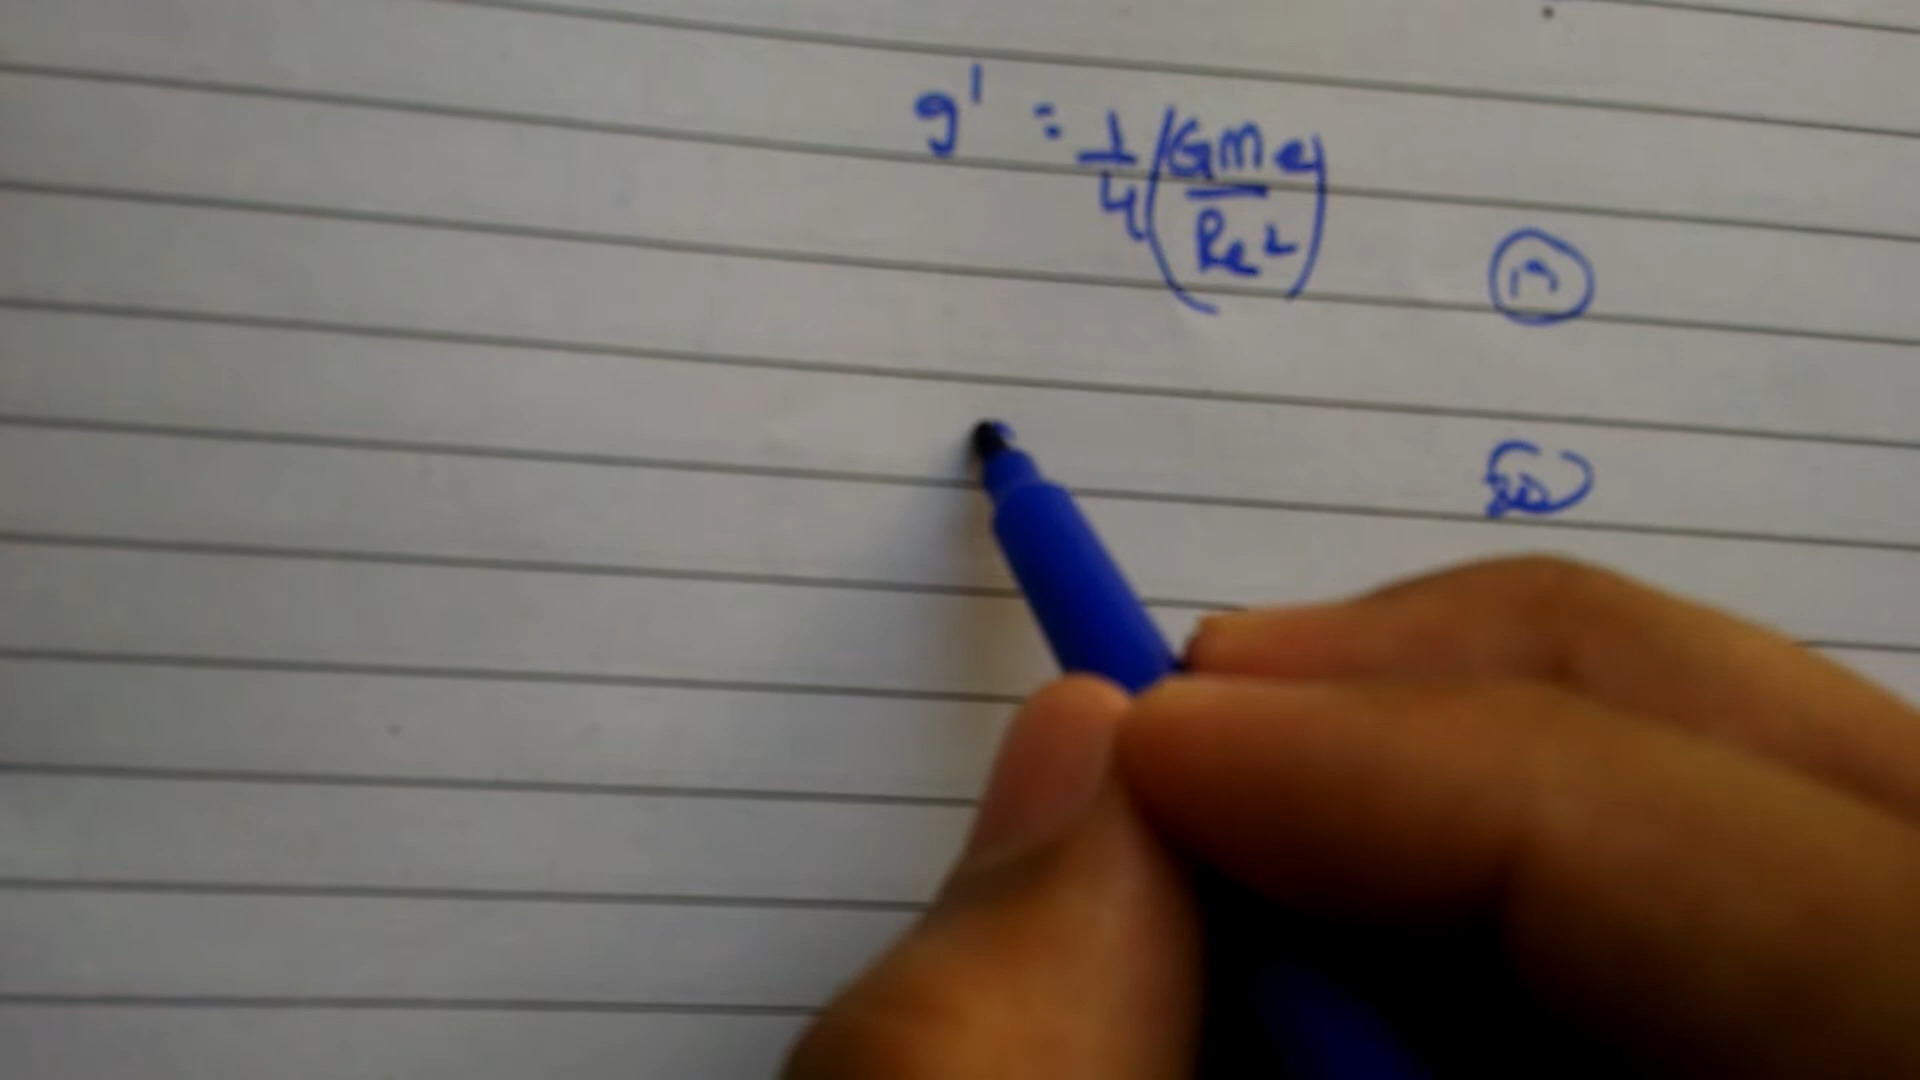 g' = 1/4 (GMe/Re²)